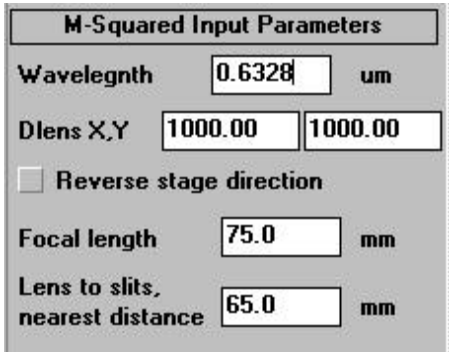 M-Squared Input Parameters
Wavelegnth 0.6328 um
Dlens X,Y 1000.00 1000.00
Reverse stage direction
Focal length 75.0 mm
Lens to slits,
nearest distance 65.0 mm